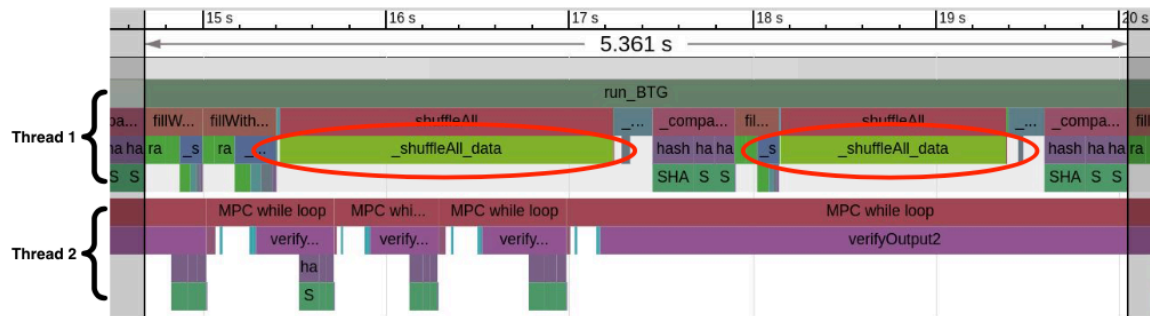 15 s 16 s 17 s 18 s 19 s 20 s
5.361 s
run_BTG
Thread 1
pa... fillW... fillWith... shuffleAll _... _compa... fil... shuffleAll _... _compa... fill
ha ha ra _s ra _... _shuffleAll_data hash ha ha _s _shuffleAll_data hash ha ha ra
S S SHA S S SHA S S
Thread 2
MPC while loop MPC whi... MPC while loop MPC while loop
verify... verify... verify... verifyOutput2
ha
S